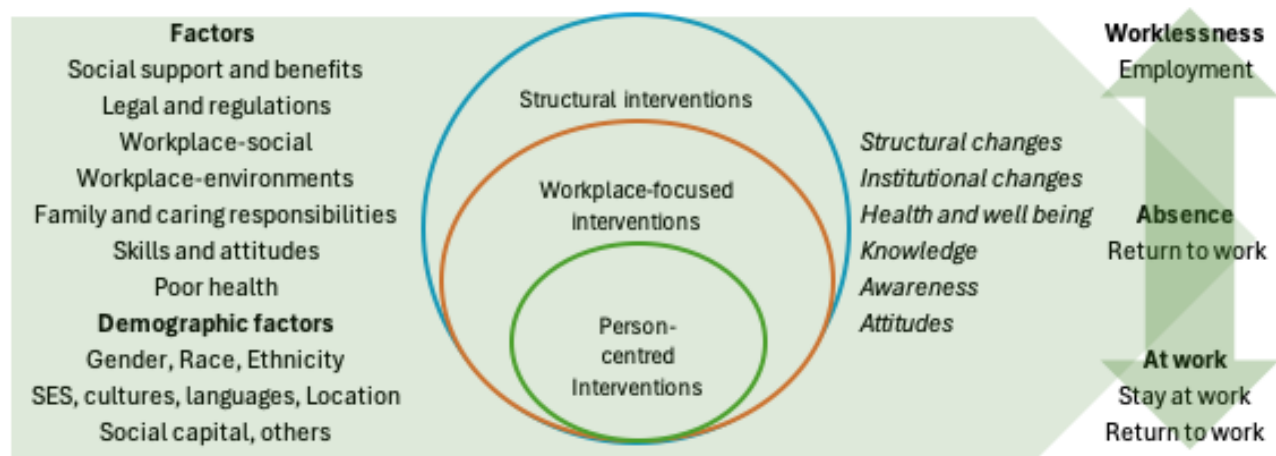 Factors
Social support and benefits
Legal and regulations
Workplace-social
Workplace-environments
Family and caring responsibilities
Skills and attitudes
Poor health
Demographic factors
Gender, Race, Ethnicity
SES, cultures, languages, Location
Social capital, others
Structural interventions
Workplace-focused
interventions
Person-
centred
Interventions
Structural changes
Institutional changes
Health and well being
Knowledge
Awareness
Attitudes
Worklessness
Employment
Absence
Return to work
At work
Stay at work
Return to work